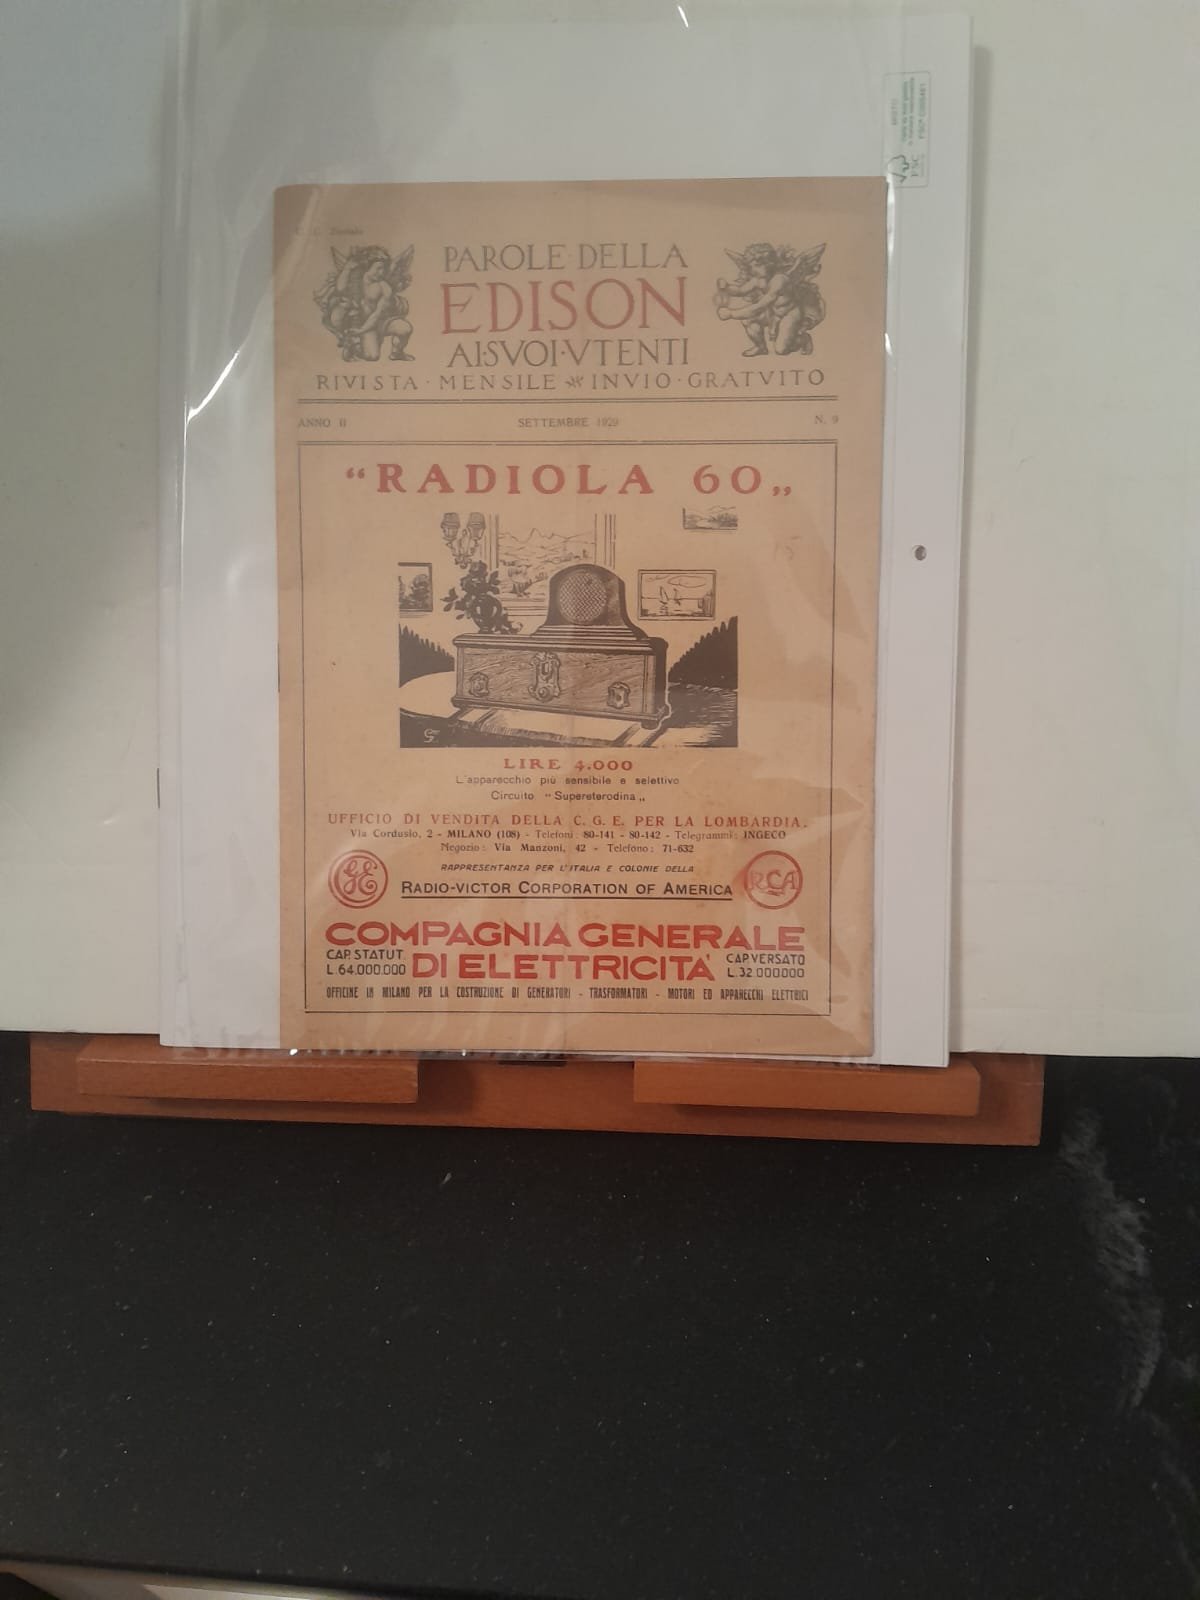 C. C. Postale
PAROLE·DELLA
EDISON
AI·SVOI·VTENTI
RIVISTA · MENSILE INVIO · GRATVITO
ANNO II SETTEMBRE 1929 N. 9
“RADIOLA 60„
LIRE 4.000
L'apparecchio più sensibile e selettivo
Circuito “Supereterodina„
UFFICIO DI VENDITA DELLA C. G. E. PER LA LOMBARDIA.
Via Cordusio, 2 - MILANO (108) - Telefoni: 80-141 - 80-142 - Telegrammi: INGECO
Negozio: Via Manzoni, 42 - Telefono: 71-632
RAPPRESENTANZA PER L'ITALIA E COLONIE DELLA
GE
RADIO-VICTOR CORPORATION OF AMERICA
RCA
COMPAGNIA GENERALE
DI ELETTRICITÀ
CAP. STATUT.
L. 64.000.000
CAP. VERSATO
L. 32.000.000
OFFICINE IN MILANO PER LA COSTRUZIONE DI GENERATORI - TRASFORMATORI - MOTORI ED APPARECCHI ELETTRICI
FSC
MISTO